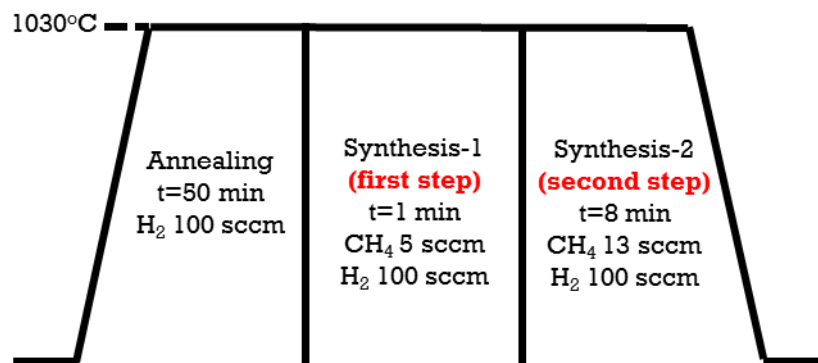 1030°C
Annealing
t=50 min
H₂ 100 sccm
Synthesis-1
(first step)
t=1 min
CH₄ 5 sccm
H₂ 100 sccm
Synthesis-2
(second step)
t=8 min
CH₄ 13 sccm
H₂ 100 sccm